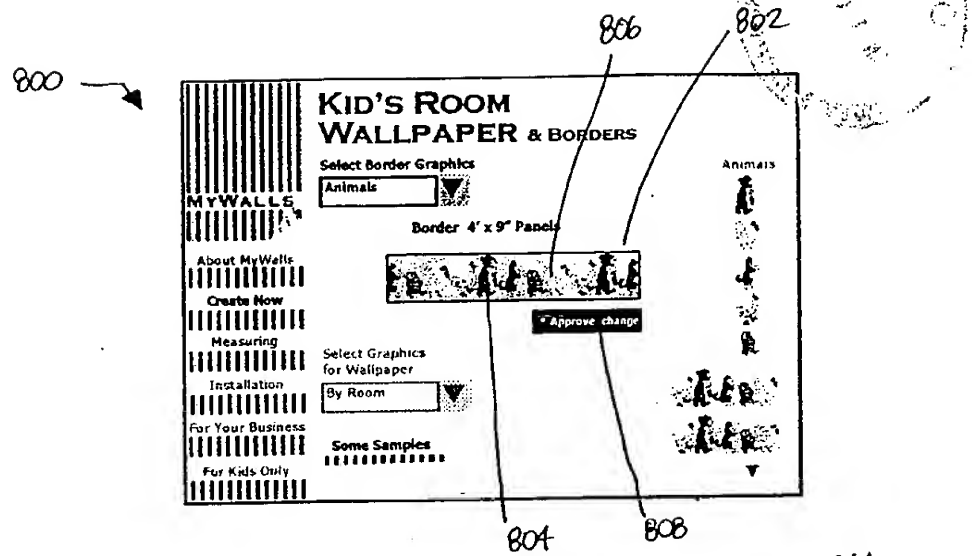 806
802
800
KID'S ROOM
WALLPAPER & BORDERS
Select Border Graphics
Animals
Animals
MYWALLS
Border 4' x 9" Panels
About MyWalls
Create Now
Approve change
Measuring
Select Graphics
for Wallpaper
Installation
By Room
For Your Business
Some Samples
For Kids Only
804
808